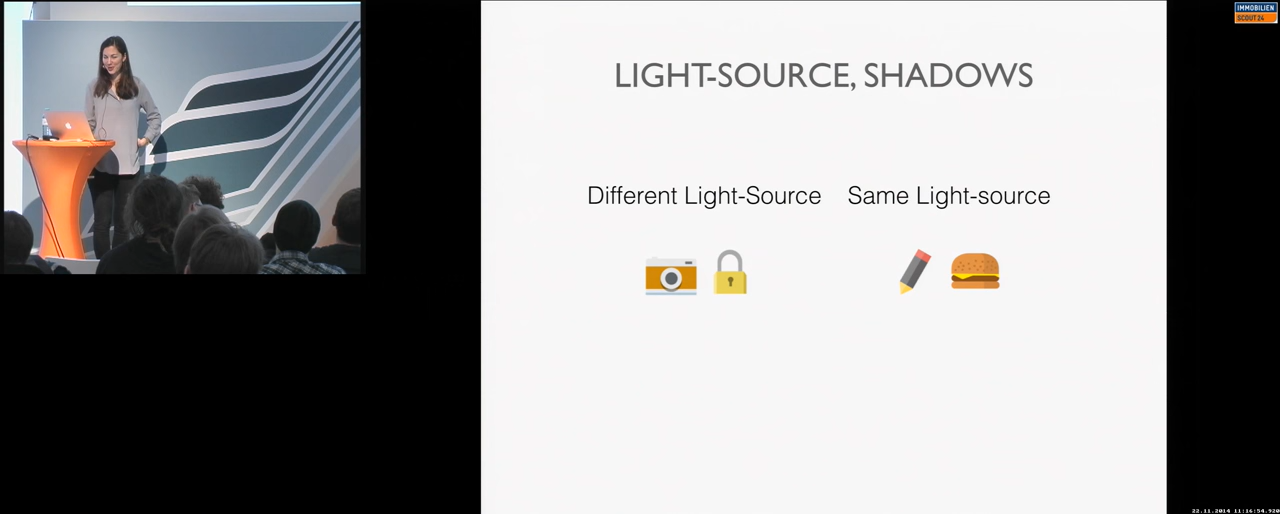 LIGHT-SOURCE, SHADOWS
Different Light-Source Same Light-source
IMMOBILIEN
SCOUT24
22.11.2014 11:16:54.920